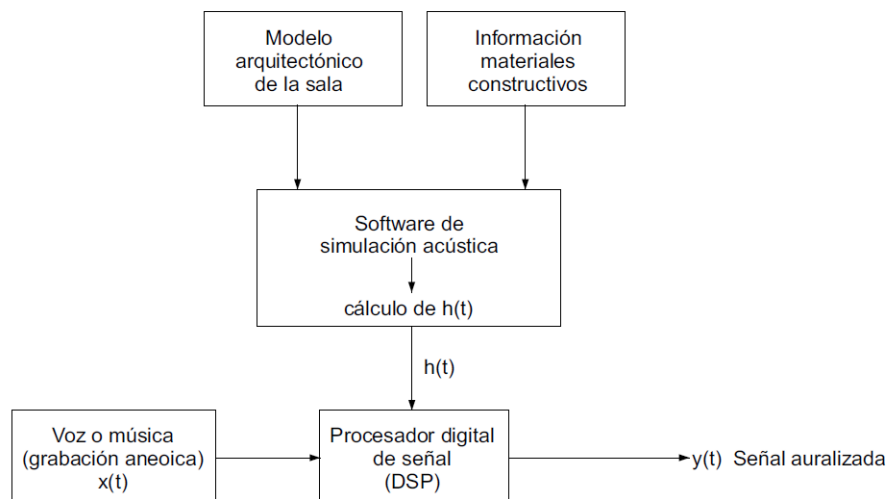 Modelo
arquitectónico
de la sala
Información
materiales
constructivos
Software de
simulación acústica
cálculo de h(t)
h(t)
Voz o música
(grabación aneoica)
x(t)
Procesador digital
de señal
(DSP)
y(t) Señal auralizada